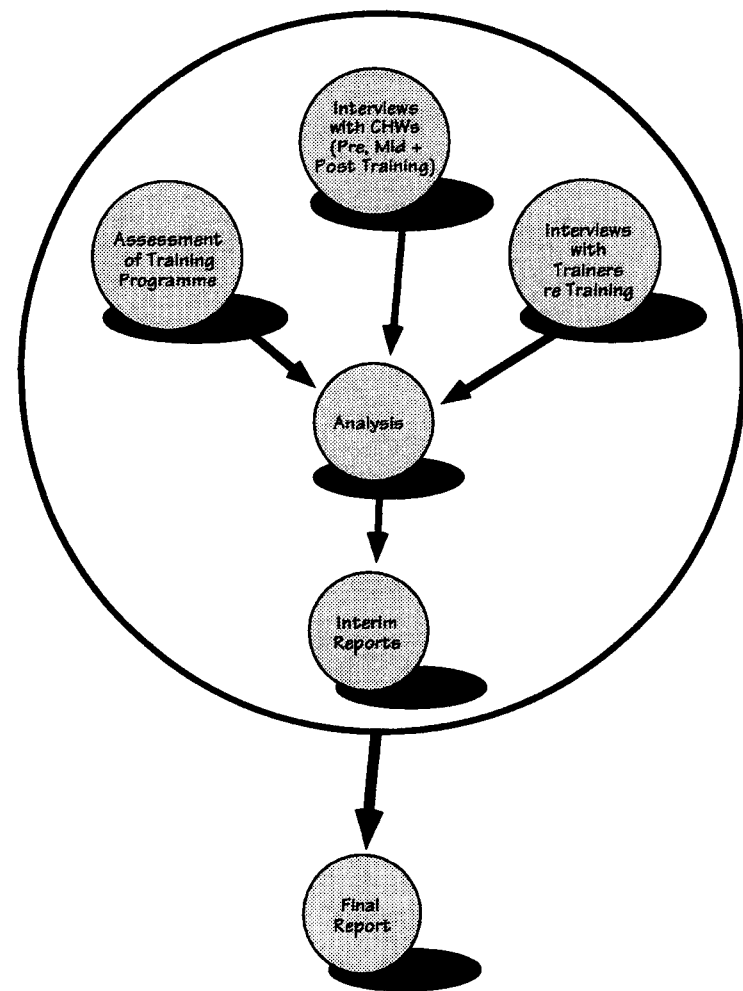 Interviews
with CHWs
(Pre, Mid +
Post Training)
Assessment
of Training
Programme
Interviews
with
Trainers
re Training
Analysis
Interim
Reports
Final
Report